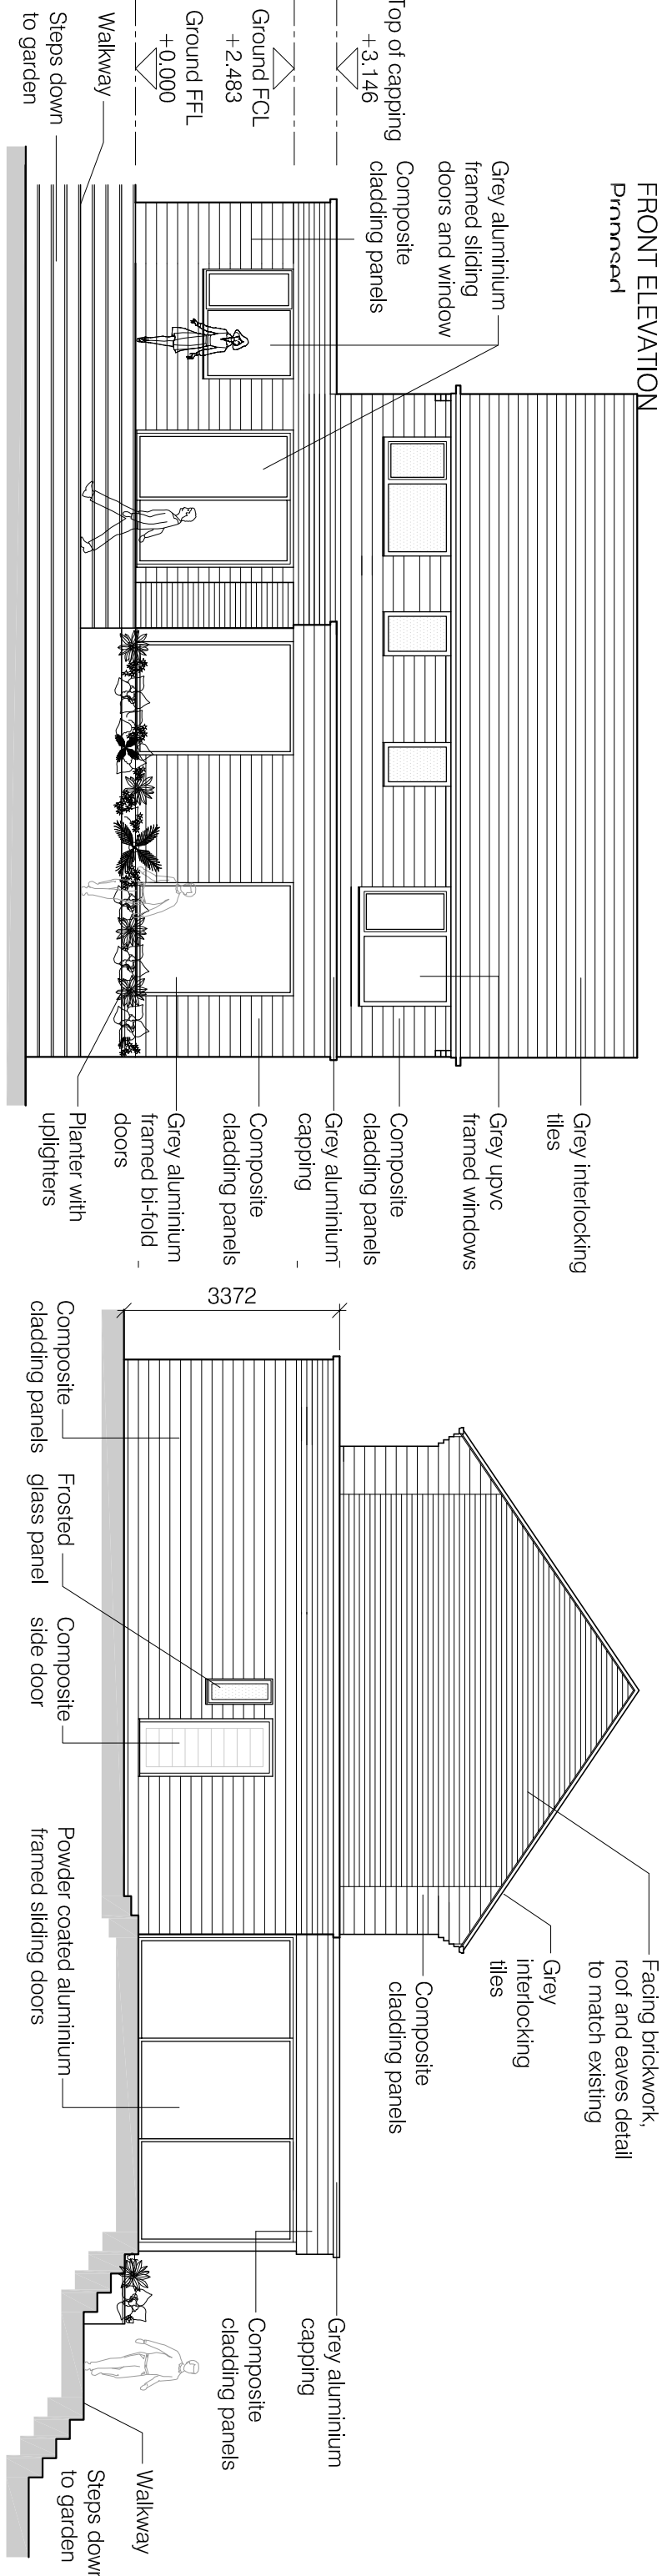 FRONT ELEVATION
Proposed
Top of capping
+3.146
Ground FCL
+2.483
Ground FFL
+0.000
Walkway
Steps down
to garden
Grey aluminium
framed sliding
doors and window
Composite
cladding panels
Grey interlocking
tiles
Grey upvc
framed windows
Composite
cladding panels
Grey aluminium
capping
Composite
cladding panels
Grey aluminium
framed bi-fold
doors
Planter with
uplighters
3372
Composite
cladding panels
Frosted
glass panel
Composite
side door
Powder coated aluminium
framed sliding doors
Facing brickwork,
roof and eaves detail
to match existing
Grey
interlocking
tiles
Composite
cladding panels
Grey aluminium
capping
Composite
cladding panels
Walkway
Steps down
to garden